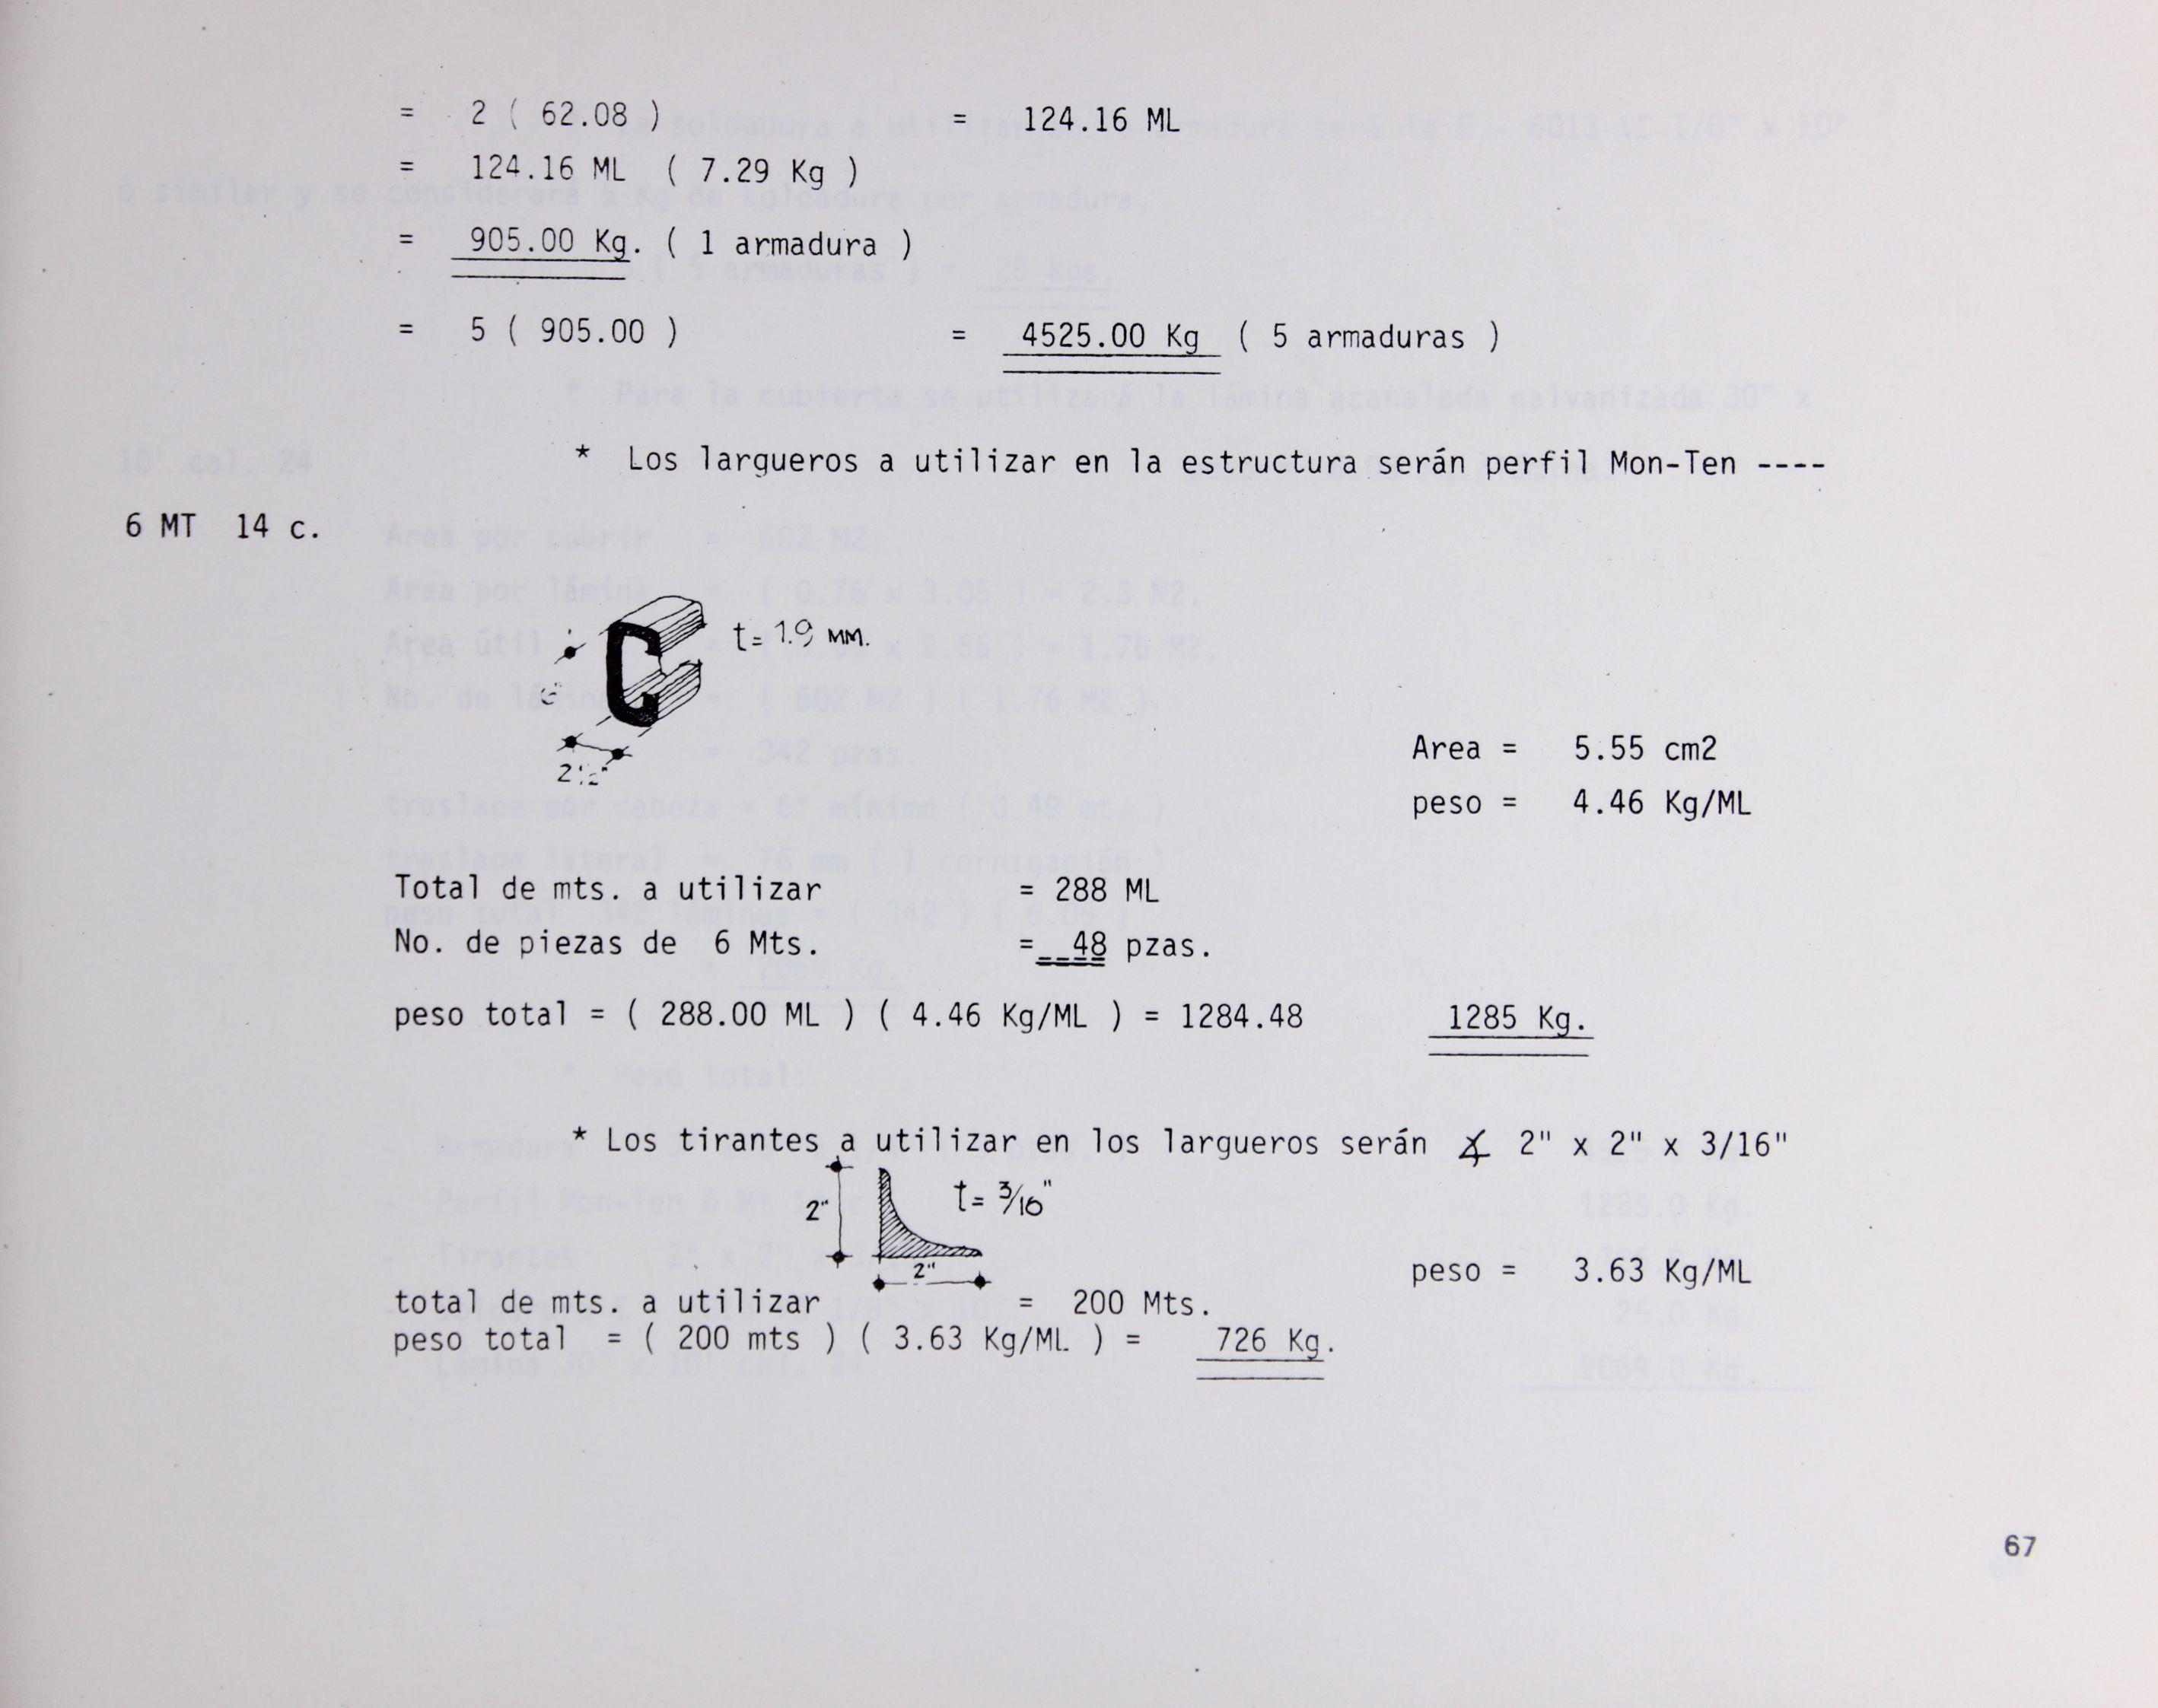 = 2 ( 62.08 ) = 124.16 ML
= 124.16 ML ( 7.29 Kg )
= 905.00 Kg. ( 1 armadura )
= 5 ( 905.00 ) = 4525.00 Kg ( 5 armaduras )
* Los largueros a utilizar en la estructura serán perfil Mon-Ten ----
6 MT 14 c.
t= 1.9 MM.
Area = 5.55 cm2
peso = 4.46 Kg/ML
Total de mts. a utilizar = 288 ML
No. de piezas de 6 Mts. = 48 pzas.
peso total = ( 288.00 ML ) ( 4.46 Kg/ML ) = 1284.48 1285 Kg.
* Los tirantes a utilizar en los largueros serán ∡ 2" x 2" x 3/16"
2" t= 3/16"
2"
peso = 3.63 Kg/ML
total de mts. a utilizar = 200 Mts.
peso total = ( 200 mts ) ( 3.63 Kg/ML ) = 726 Kg.
67